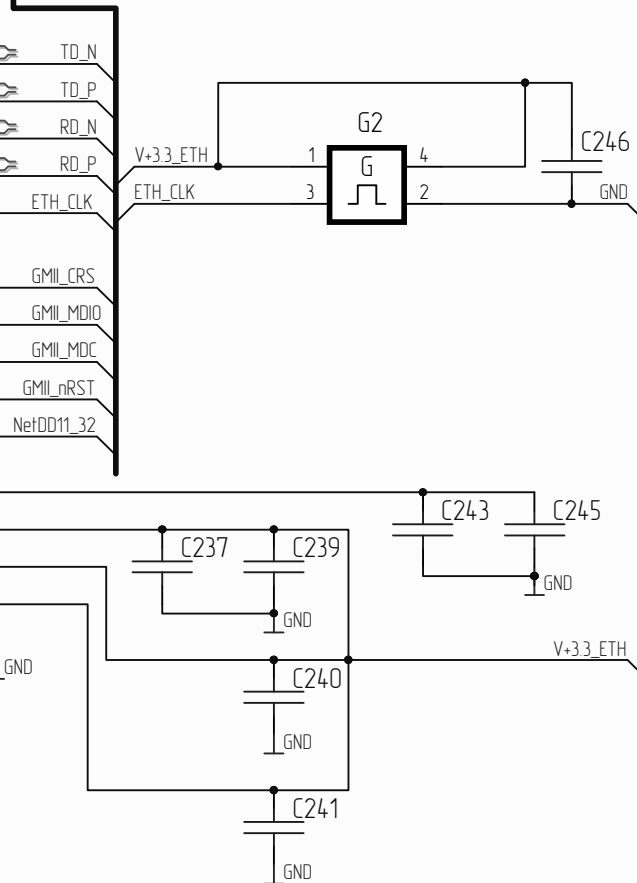 TD_N
TD_P
RD_N
RD_P
ETH_CLK
GMII_CRS
GMII_MDIO
GMII_MDC
GMII_nRST
NetDD11_32
V+3.3_ETH
ETH_CLK
G2
1
G
4
3
2
C246
GND
C243
C245
GND
C237
C239
GND
V+3.3_ETH
GND
C240
GND
C241
GND